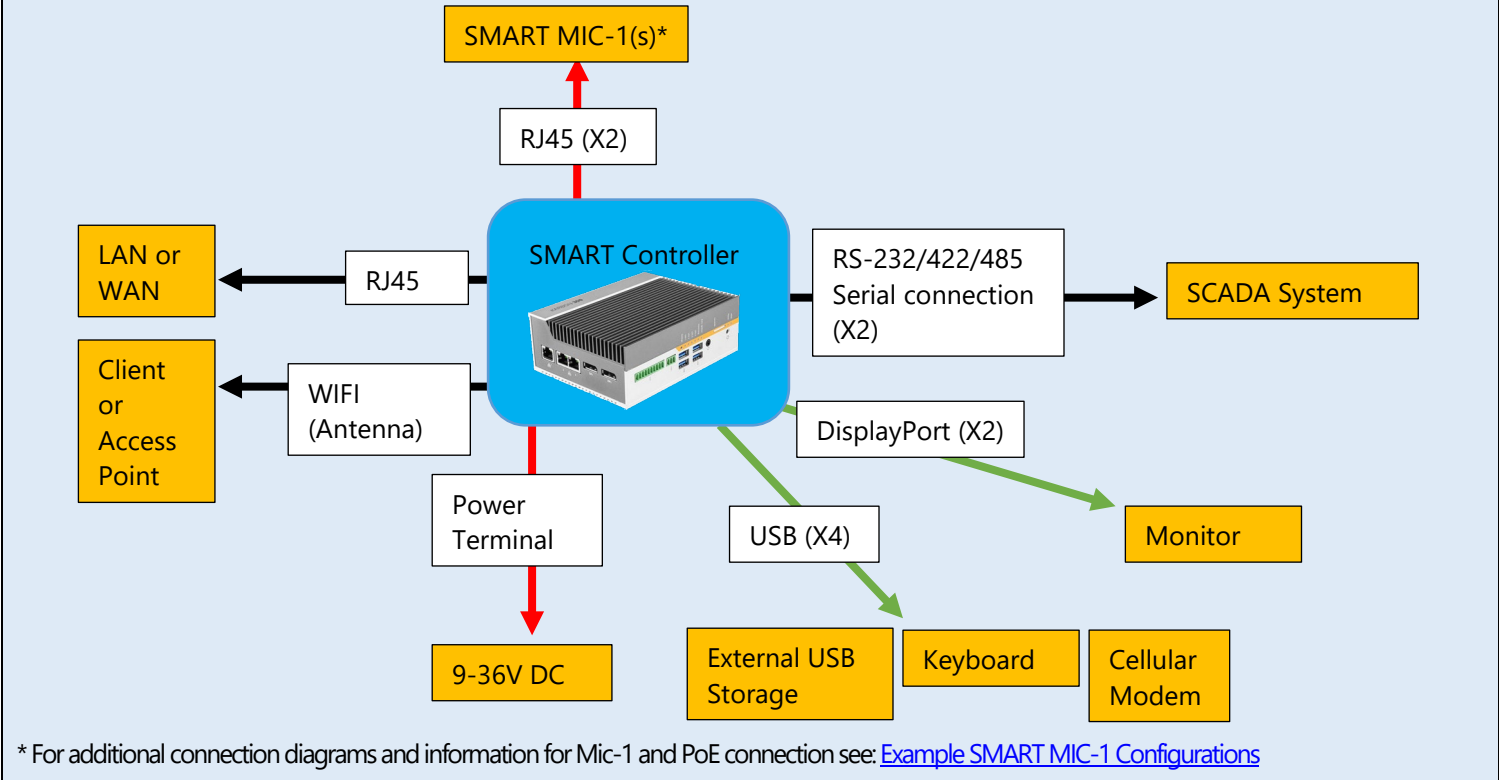 SMART MIC-1(s)*
RJ45 (X2)
SMART Controller
LAN or
WAN
RJ45
RS-232/422/485
Serial connection
(X2)
SCADA System
Client
or
Access
Point
WIFI
(Antenna)
DisplayPort (X2)
Power
Terminal
USB (X4)
Monitor
9-36V DC
External USB
Storage
Keyboard
Cellular
Modem
* For additional connection diagrams and information for Mic-1 and PoE connection see: Example SMART MIC-1 Configurations